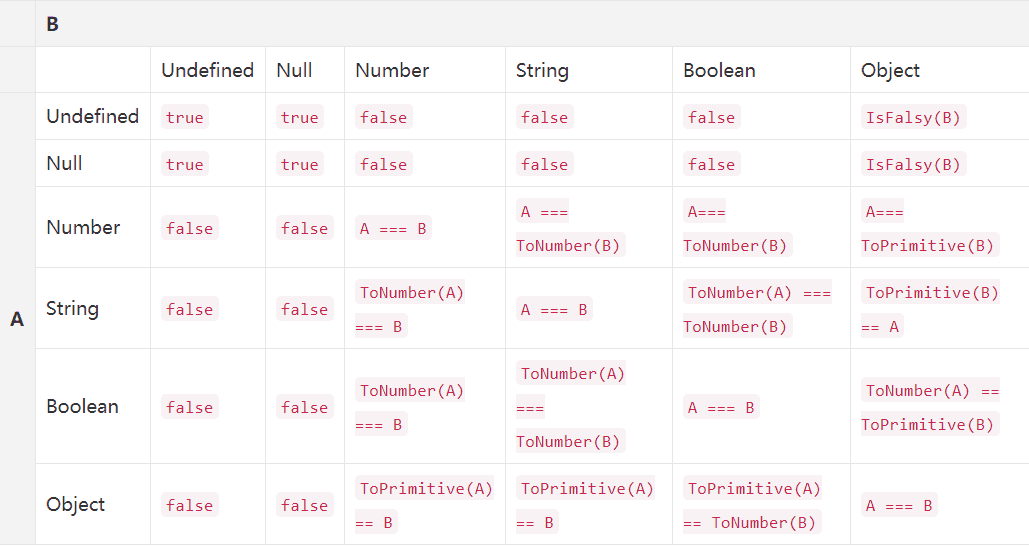 B
Undefined Null Number String Boolean Object
Undefined true true false false false IsFalsy(B)
Null true true false false false IsFalsy(B)
A === A=== A===
Number false false A === B
ToNumber(B) ToNumber(B) ToPrimitive(B)
ToNumber(A) ToNumber(A) === ToPrimitive(B)
String false false A === B
=== B ToNumber(B) == A
A
ToNumber(A)
ToNumber(A) ToNumber(A) ==
Boolean false false === A === B
=== B ToPrimitive(B)
ToNumber(B)
ToPrimitive(A) ToPrimitive(A) ToPrimitive(A)
Object false false A === B
== B == B == ToNumber(B)